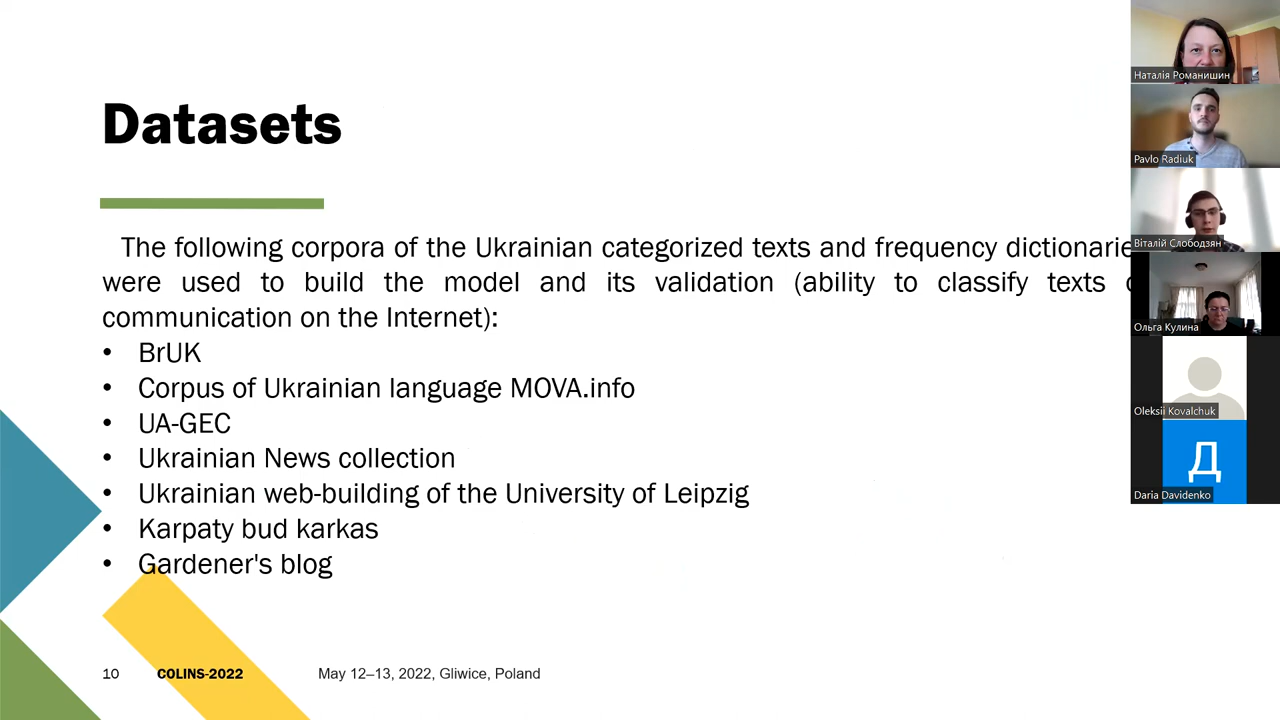 Datasets
The following corpora of the Ukrainian categorized texts and frequency dictionarie
were used to build the model and its validation (ability to classify texts
communication on the Internet):
• BrUK
• Corpus of Ukrainian language MOVA.info
• UA-GEC
• Ukrainian News collection
• Ukrainian web-building of the University of Leipzig
• Karpaty bud karkas
• Gardener's blog
10 COLINS-2022 May 12–13, 2022, Gliwice, Poland
Наталія Романишин
Pavlo Radiuk
Віталій Слободзян
Ольга Кулина
Oleksii Kovalchuk
Д
Daria Davidenko